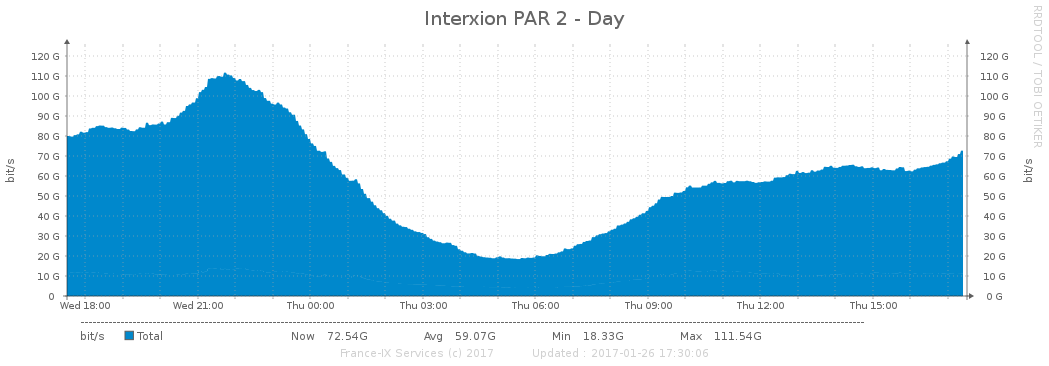 Interxion PAR 2 - Day
RRDTOOL / TOBI OETIKER
120 G 120 G
110 G 110 G
100 G 100 G
90 G 90 G
80 G 80 G
70 G 70 G
60 G 60 G
50 G 50 G
40 G 40 G
30 G 30 G
20 G 20 G
10 G 10 G
0 0 G
bit/s
bit/s
Wed 18:00 Wed 21:00 Thu 00:00 Thu 03:00 Thu 06:00 Thu 09:00 Thu 12:00 Thu 15:00
bit/s Total Now 72.54G Avg 59.07G Min 18.33G Max 111.54G
France-IX Services (c) 2017 Updated : 2017-01-26 17:30:06